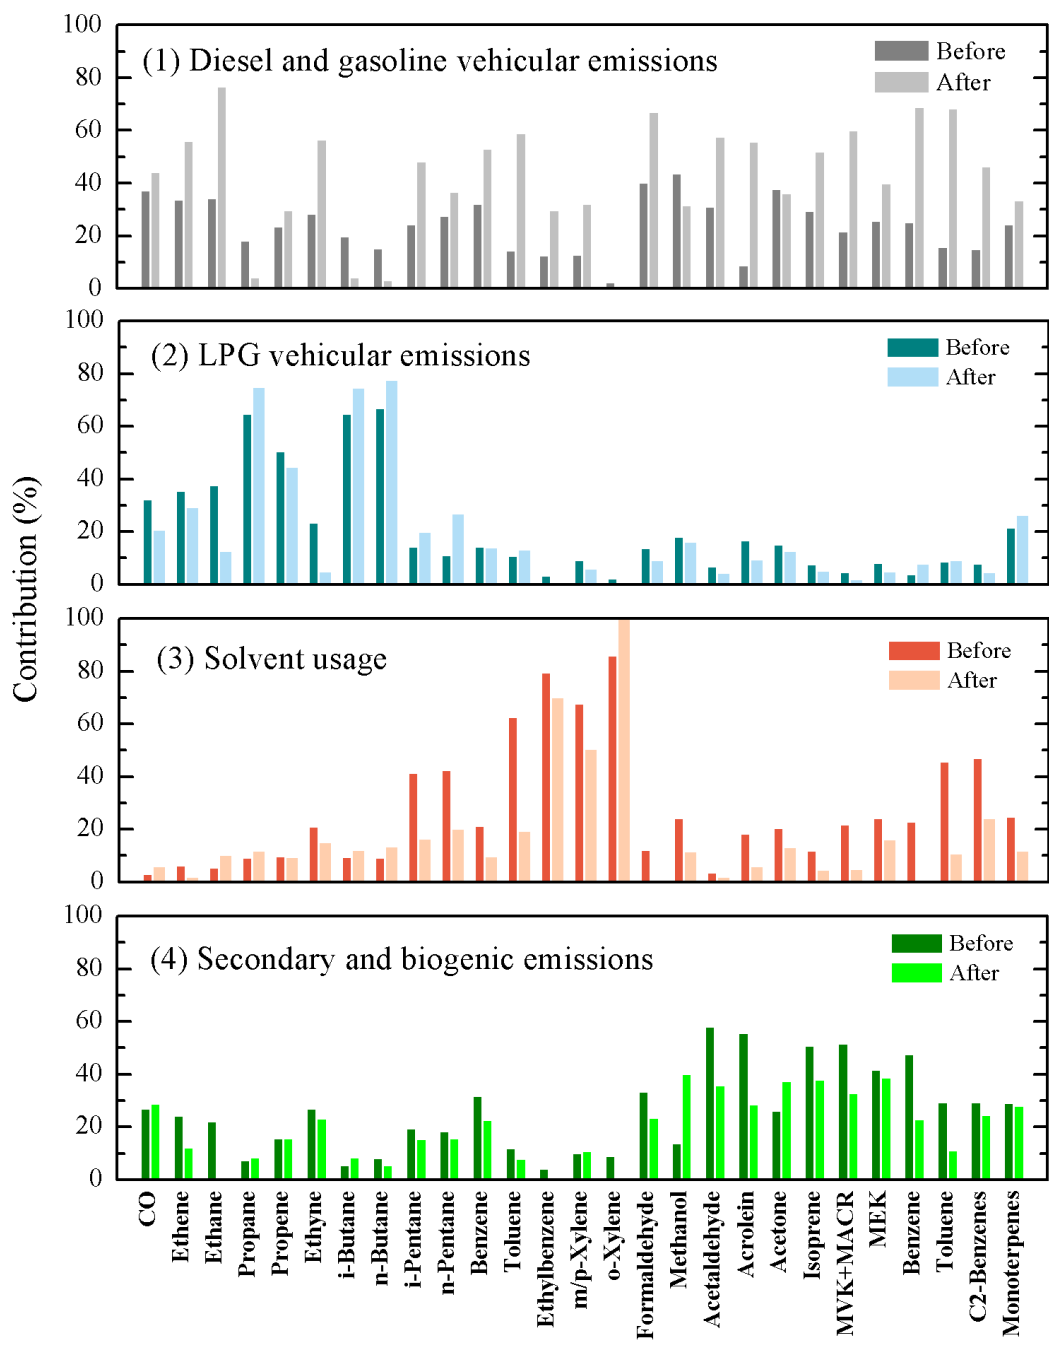 Contribution (%)
100
80
60
40
20
0
(1) Diesel and gasoline vehicular emissions
Before
After
100
80
60
40
20
0
(2) LPG vehicular emissions
Before
After
100
80
60
40
20
0
(3) Solvent usage
Before
After
100
80
60
40
20
0
(4) Secondary and biogenic emissions
Before
After
CO
Ethene
Ethane
Propane
Propene
Ethyne
i-Butane
n-Butane
i-Pentane
n-Pentane
Benzene
Toluene
Ethylbenzene
m/p-Xylene
o-Xylene
Formaldehyde
Methanol
Acetaldehyde
Acrolein
Acetone
Isoprene
MVK+MACR
MEK
Benzene
Toluene
C2-Benzenes
Monoterpenes